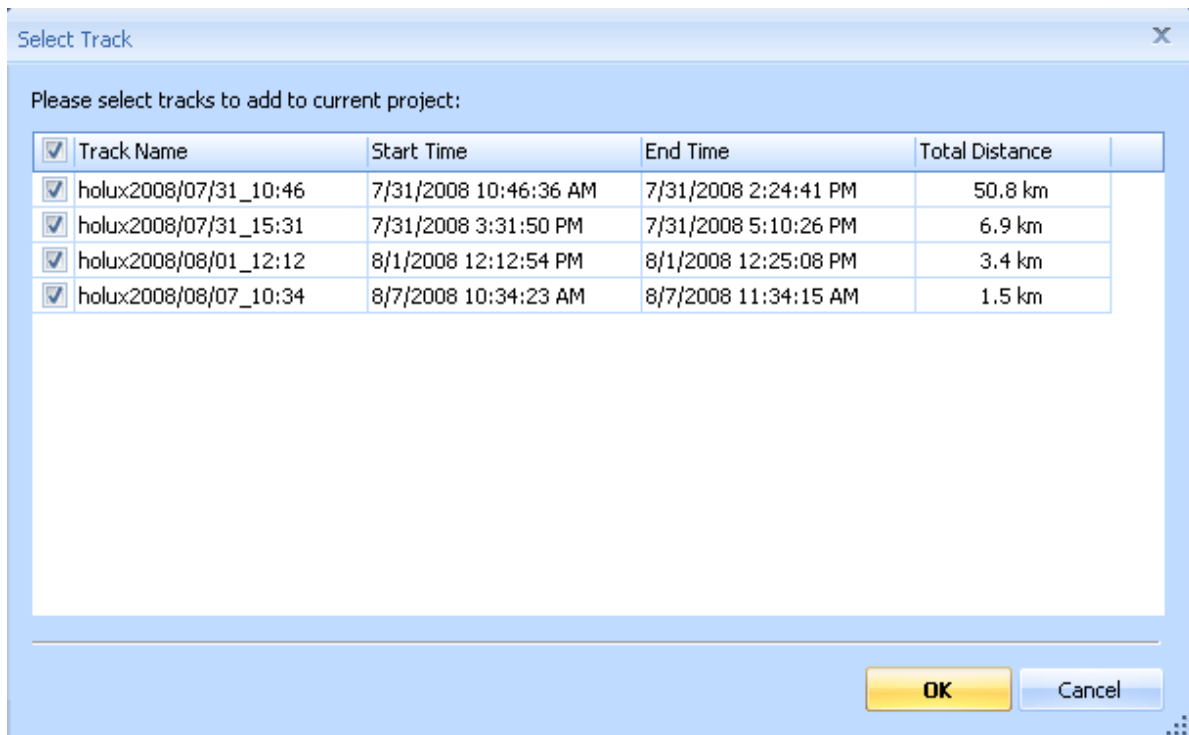 Select Track
Please select tracks to add to current project:
Track Name Start Time End Time Total Distance
holux2008/07/31_10:46 7/31/2008 10:46:36 AM 7/31/2008 2:24:41 PM 50.8 km
holux2008/07/31_15:31 7/31/2008 3:31:50 PM 7/31/2008 5:10:26 PM 6.9 km
holux2008/08/01_12:12 8/1/2008 12:12:54 PM 8/1/2008 12:25:08 PM 3.4 km
holux2008/08/07_10:34 8/7/2008 10:34:23 AM 8/7/2008 11:34:15 AM 1.5 km
OK Cancel